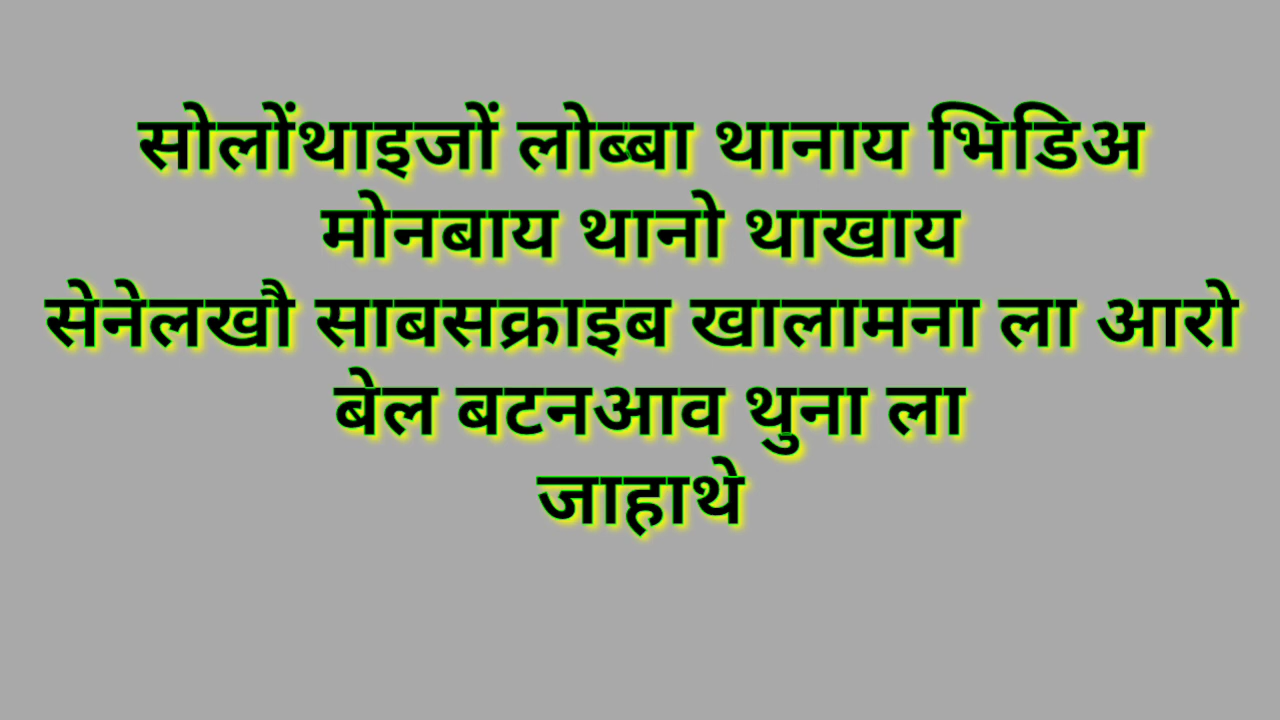 सोलोंथाइजों लोब्बा थानाय भिडिअ
मोनबाय थानो थाखाय
सेनेलखौ साबसक्राइब खालामना ला आरो
बेल बटनआव थुना ला
जाहाथे